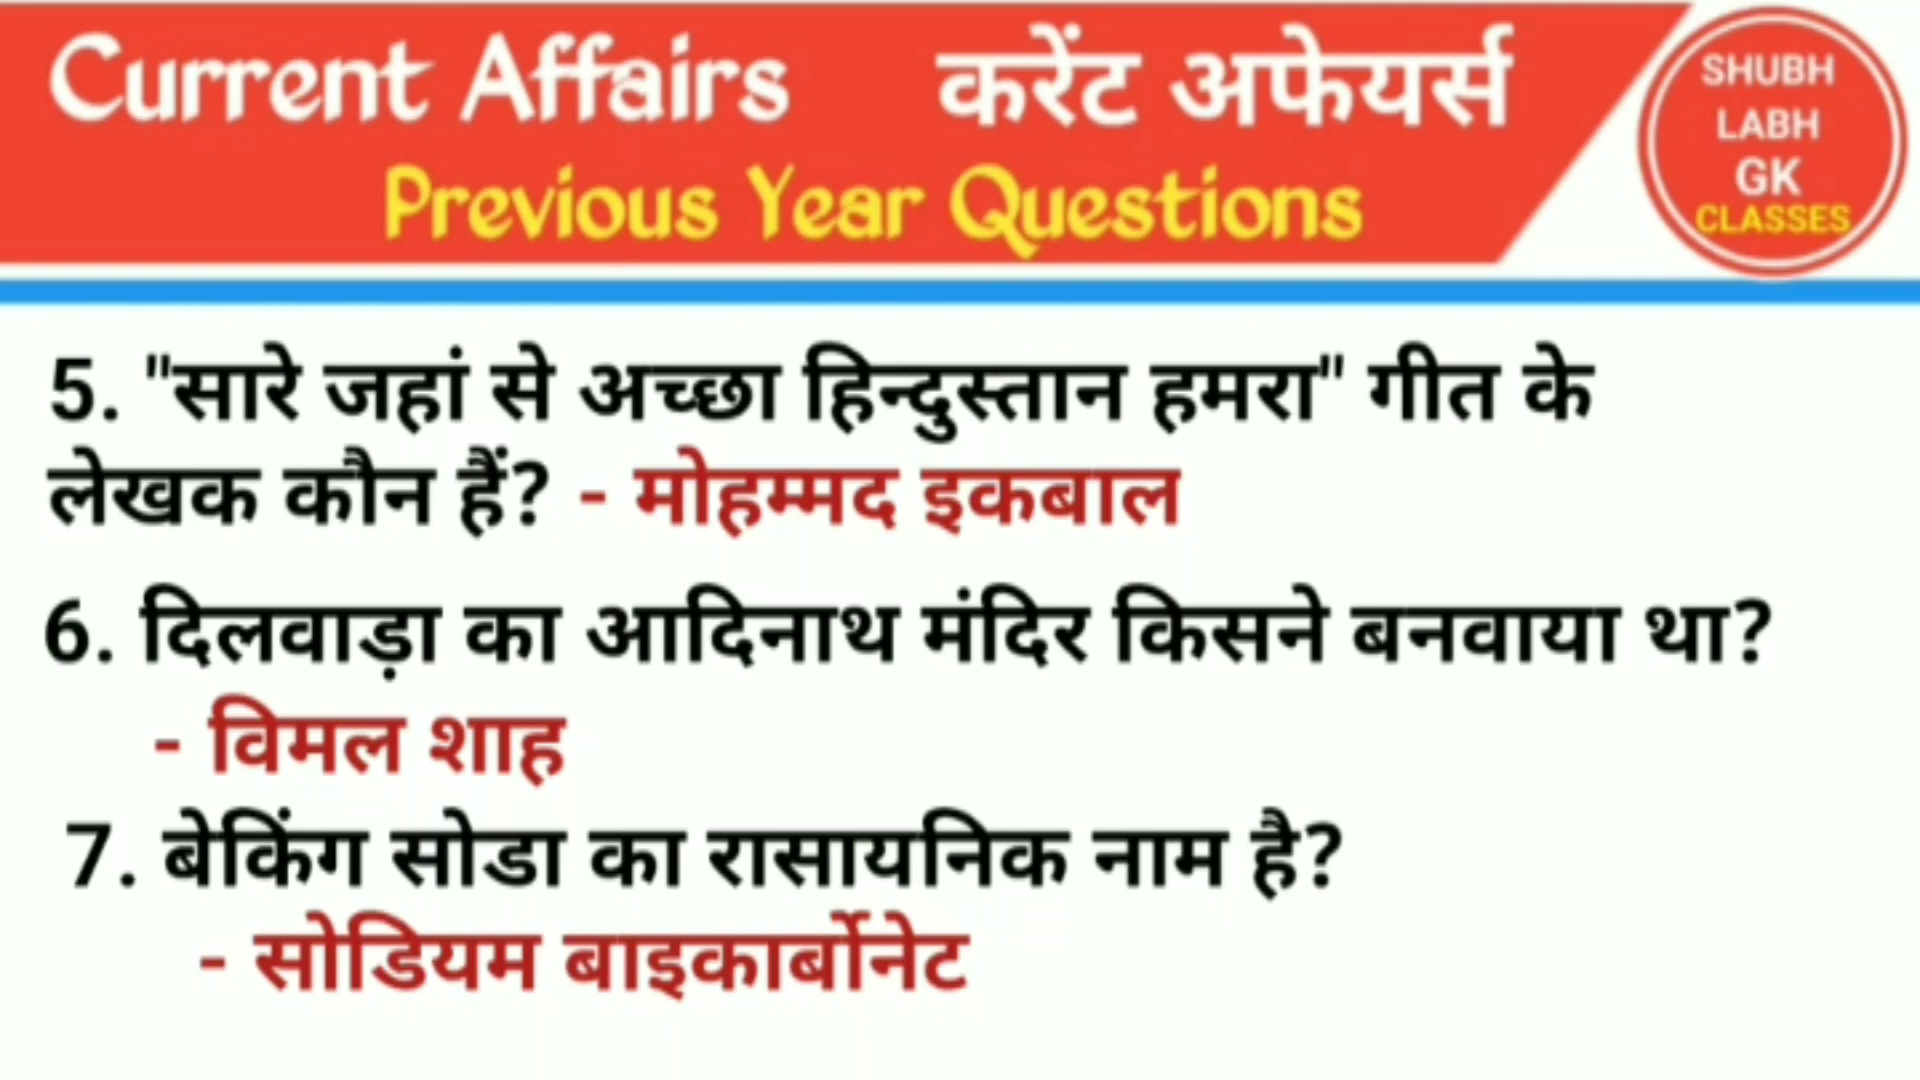 Current Affairs करेंट अफेयर्स
Previous Year Questions
SHUBH
LABH
GK
CLASSES
5. "सारे जहां से अच्छा हिन्दुस्तान हमरा" गीत के
लेखक कौन हैं? - मोहम्मद इकबाल
6. दिलवाड़ा का आदिनाथ मंदिर किसने बनवाया था?
- विमल शाह
7. बेकिंग सोडा का रासायनिक नाम है?
- सोडियम बाइकार्बोनेट